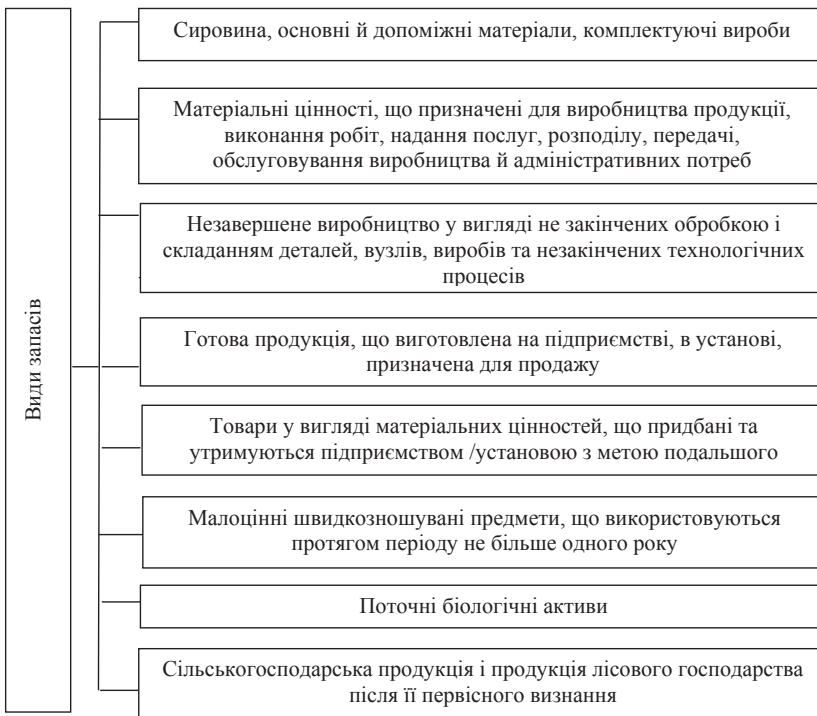 Види запасів
Сировина, основні й допоміжні матеріали, комплектуючі вироби
Матеріальні цінності, що призначені для виробництва продукції,
виконання робіт, надання послуг, розподілу, передачі,
обслуговування виробництва й адміністративних потреб
Незавершене виробництво у вигляді не закінчених обробкою і
складанням деталей, вузлів, виробів та незакінчених технологічних
процесів
Готова продукція, що виготовлена на підприємстві, в установі,
призначена для продажу
Товари у вигляді матеріальних цінностей, що придбані та
утримуються підприємством /установою з метою подальшого
Малоцінні швидкозношувані предмети, що використовуються
протягом періоду не більше одного року
Поточні біологічні активи
Сільськогосподарська продукція і продукція лісового господарства
після її первісного визнання